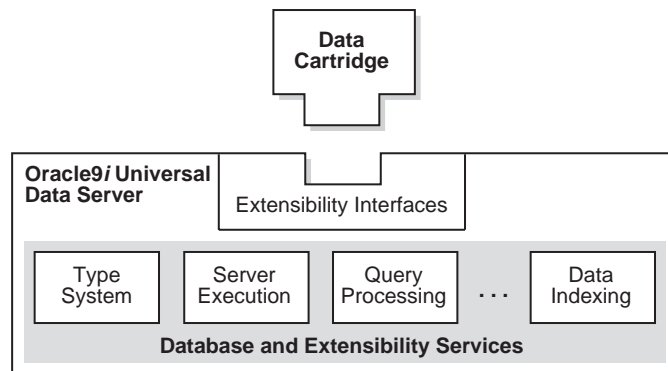 Data
Cartridge
Oracle9i Universal
Data Server
Extensibility Interfaces
Type
System
Server
Execution
Query
Processing
...
Data
Indexing
Database and Extensibility Services